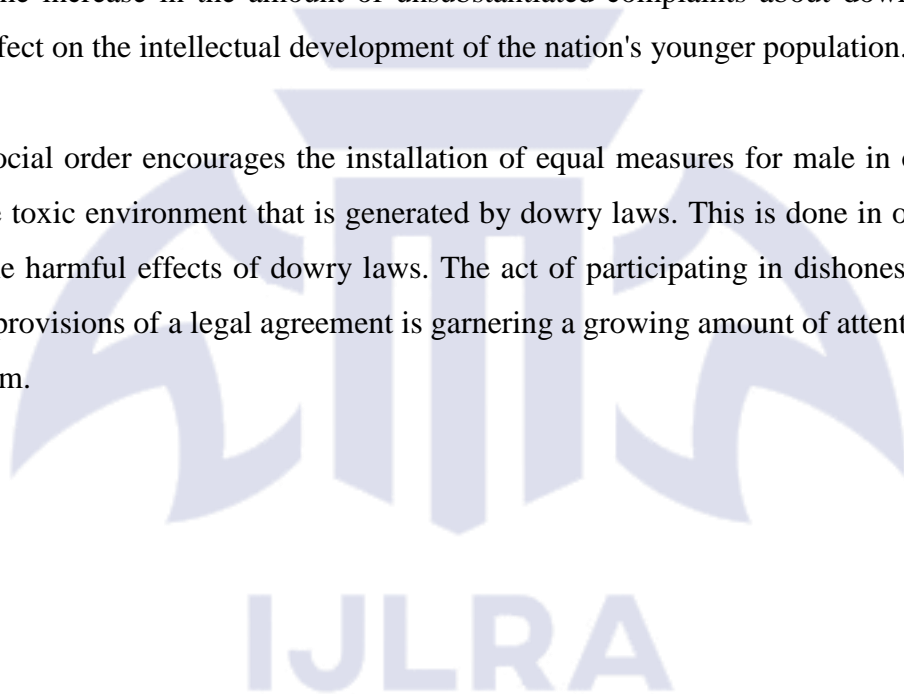 he increase in the amount of unsubstantiated complaints about dow
fect on the intellectual development of the nation's younger population.
ocial order encourages the installation of equal measures for male in
toxic environment that is generated by dowry laws. This is done in o
e harmful effects of dowry laws. The act of participating in dishones
provisions of a legal agreement is garnering a growing amount of attent
m.
IJLRA